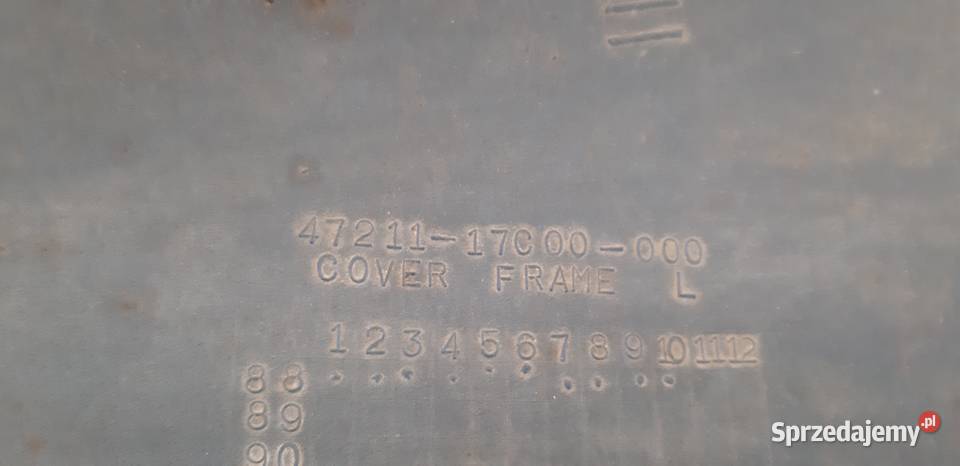 47211-17C00-000
COVER FRAME L
1 2 3 4 5 6 7 8 9 10 11 12
88
89
90
Sprzedajemy.pl